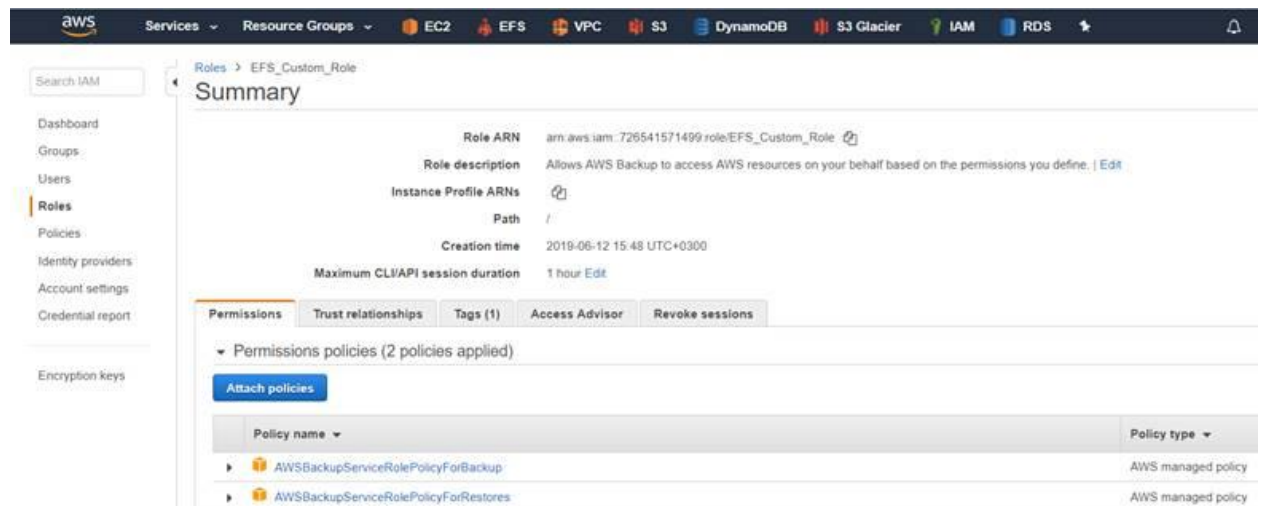 aws Services Resource Groups EC2 EFS VPC S3 DynamoDB S3 Glacier IAM RDS
Search IAM
Dashboard
Groups
Users
Roles
Policies
Identity providers
Account settings
Credential report
Encryption keys
Roles > EFS_Custom_Role
Summary
Role ARN arn:aws:iam::726541571499:role/EFS_Custom_Role
Role description Allows AWS Backup to access AWS resources on your behalf based on the permissions you define. | Edit
Instance Profile ARNs
Path /
Creation time 2019-06-12 15:48 UTC+0300
Maximum CLI/API session duration 1 hour Edit
Permissions Trust relationships Tags (1) Access Advisor Revoke sessions
Permissions policies (2 policies applied)
Attach policies
Policy name Policy type
AWSBackupServiceRolePolicyForBackup AWS managed policy
AWSBackupServiceRolePolicyForRestores AWS managed policy